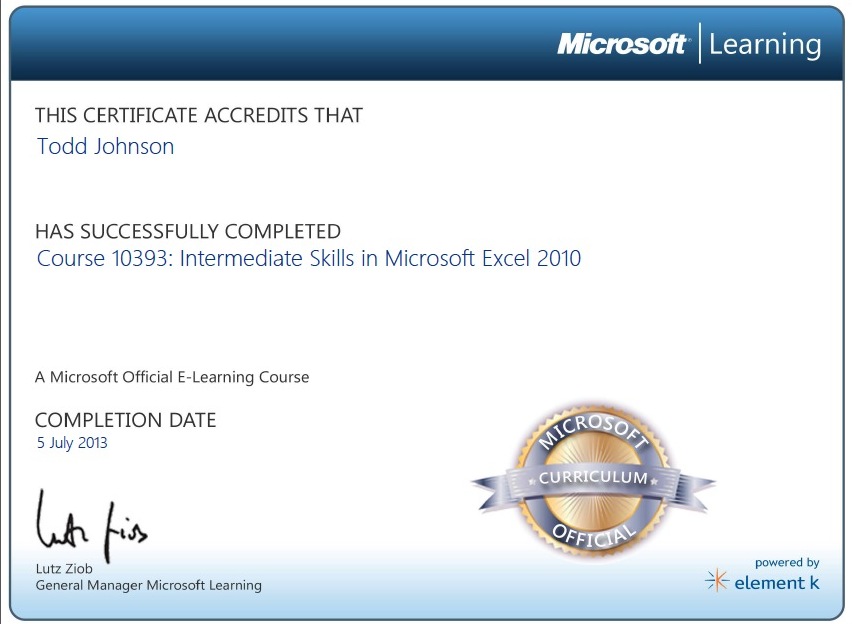 Microsoft® | Learning
THIS CERTIFICATE ACCREDITS THAT
Todd Johnson
HAS SUCCESSFULLY COMPLETED
Course 10393: Intermediate Skills in Microsoft Excel 2010
A Microsoft Official E-Learning Course
COMPLETION DATE
5 July 2013
MICROSOFT
CURRICULUM
OFFICIAL
Lutz Ziob
Lutz Ziob
General Manager Microsoft Learning
powered by
element k